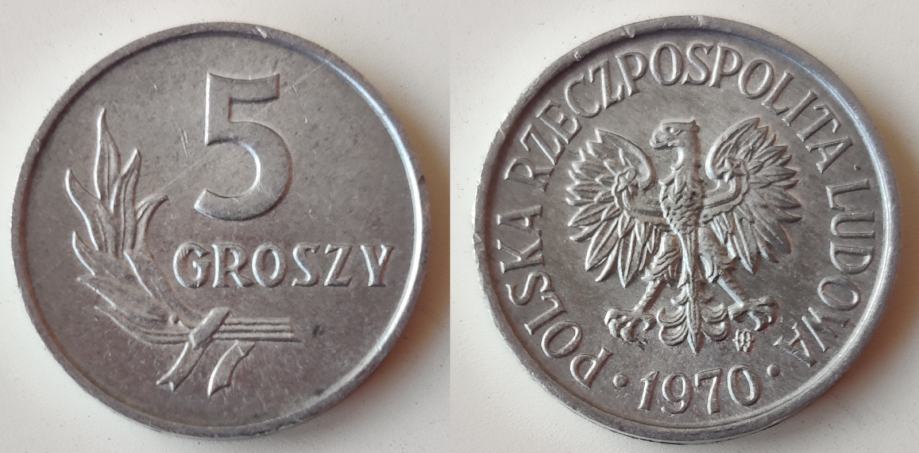 5
GROSZY
POLSKA RZECZPOSPOLITA LUDOWA
1970